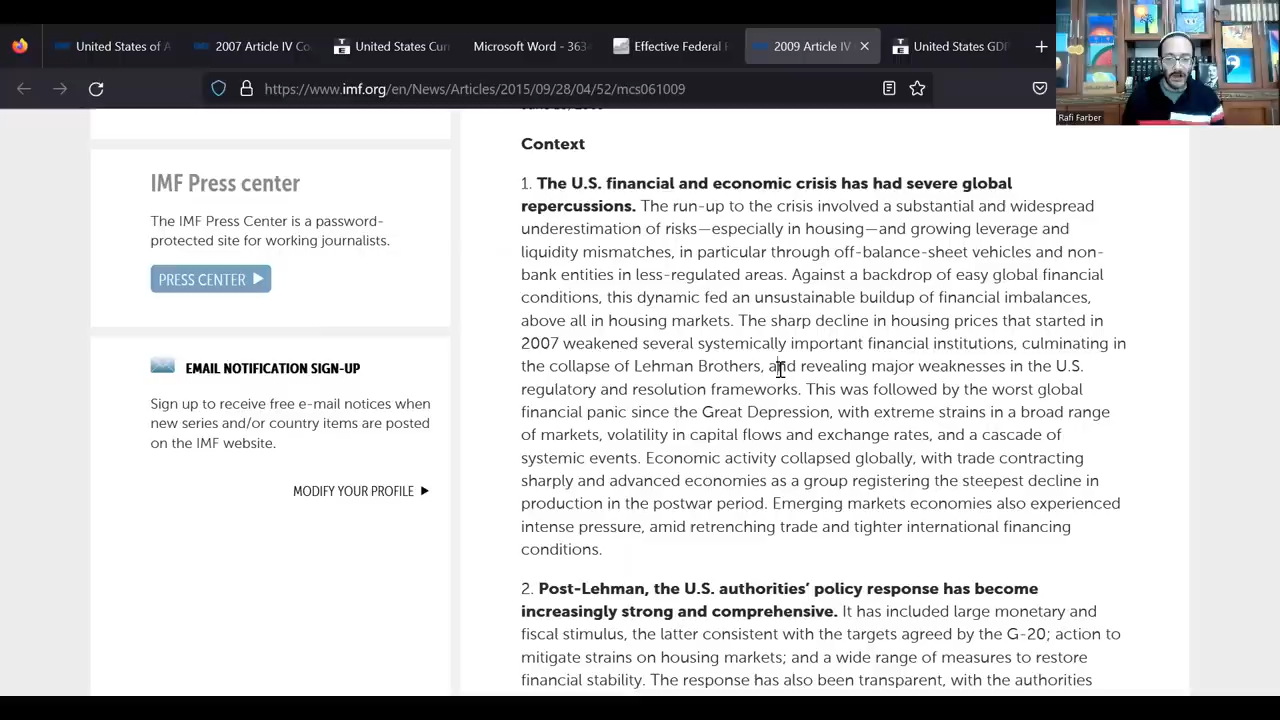 United States of A
2007 Article IV Co
United States Curr
Microsoft Word - 363
Effective Federal F
2009 Article IV
United States GDP
https://www.imf.org/en/News/Articles/2015/09/28/04/52/mcs061009
Rafi Farber
IMF Press center
The IMF Press Center is a password-
protected site for working journalists.
PRESS CENTER
EMAIL NOTIFICATION SIGN-UP
Sign up to receive free e-mail notices when
new series and/or country items are posted
on the IMF website.
MODIFY YOUR PROFILE
Context
1. The U.S. financial and economic crisis has had severe global
repercussions. The run-up to the crisis involved a substantial and widespread
underestimation of risks—especially in housing—and growing leverage and
liquidity mismatches, in particular through off-balance-sheet vehicles and non-
bank entities in less-regulated areas. Against a backdrop of easy global financial
conditions, this dynamic fed an unsustainable buildup of financial imbalances,
above all in housing markets. The sharp decline in housing prices that started in
2007 weakened several systemically important financial institutions, culminating in
the collapse of Lehman Brothers, and revealing major weaknesses in the U.S.
regulatory and resolution frameworks. This was followed by the worst global
financial panic since the Great Depression, with extreme strains in a broad range
of markets, volatility in capital flows and exchange rates, and a cascade of
systemic events. Economic activity collapsed globally, with trade contracting
sharply and advanced economies as a group registering the steepest decline in
production in the postwar period. Emerging markets economies also experienced
intense pressure, amid retrenching trade and tighter international financing
conditions.
2. Post-Lehman, the U.S. authorities’ policy response has become
increasingly strong and comprehensive. It has included large monetary and
fiscal stimulus, the latter consistent with the targets agreed by the G-20; action to
mitigate strains on housing markets; and a wide range of measures to restore
financial stability. The response has also been transparent, with the authorities